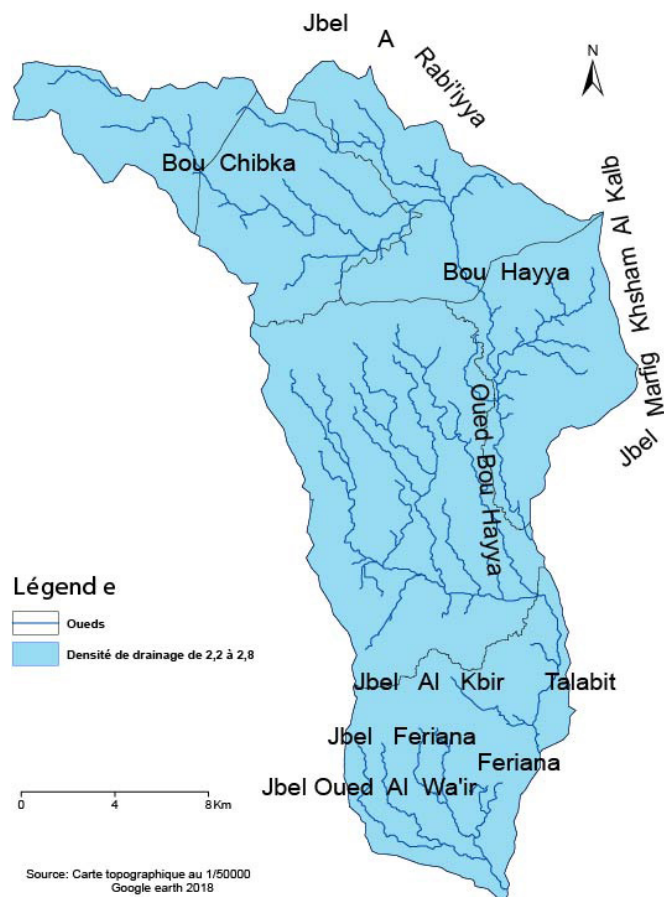 Jbel A Rabi'iyya
N
Bou Chibka
Jbel Marfig Khsham Al Kalb
Bou Hayya
Oued Bou Hayya
Légend e
Oueds
Densité de drainage de 2,2 à 2,8
Jbel Al Kbir
Talabit
Jbel Feriana
Feriana
Jbel Oued Al Wa'ir
0 4 8 Km
Source: Carte topographique au 1/50000
Google earth 2018